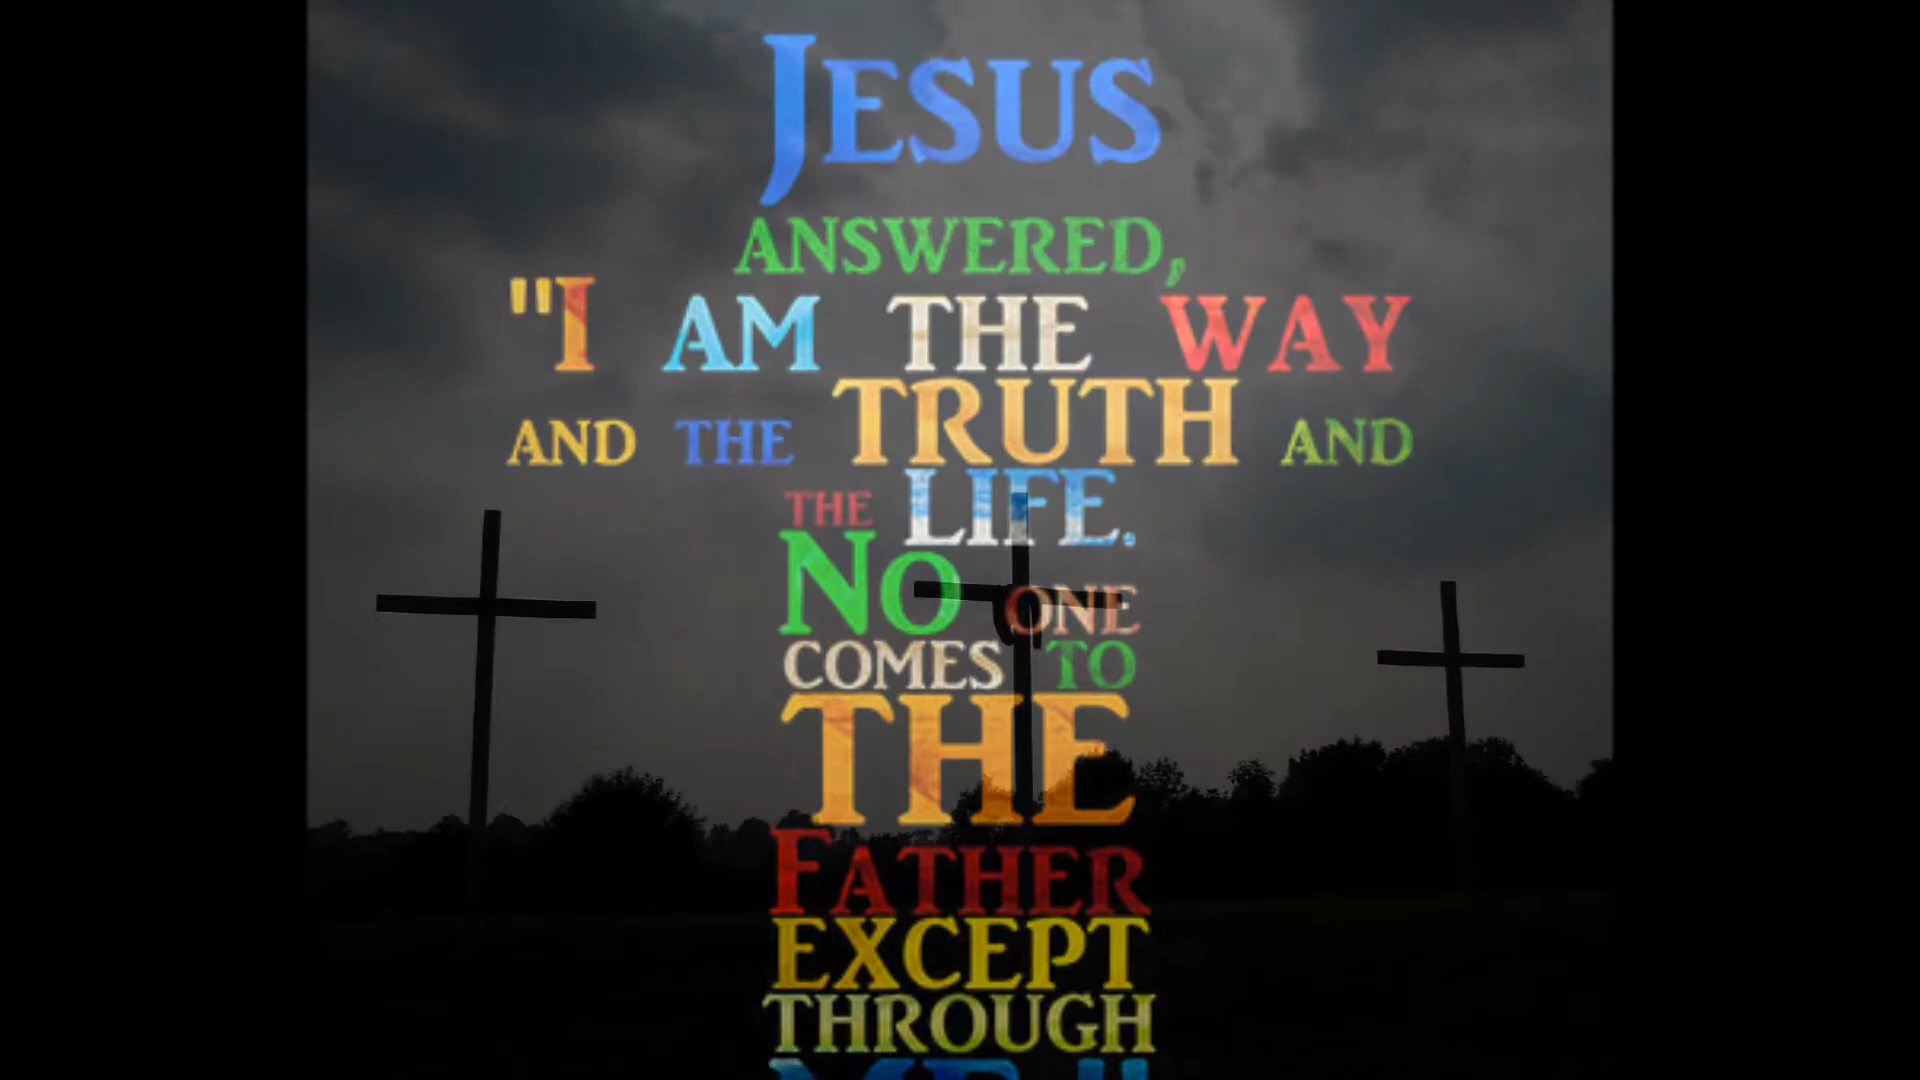 JESUS
ANSWERED,
"I AM THE WAY
AND THE TRUTH AND
THE LIFE.
NO ONE
COMES TO
THE
FATHER
EXCEPT
THROUGH
ME."